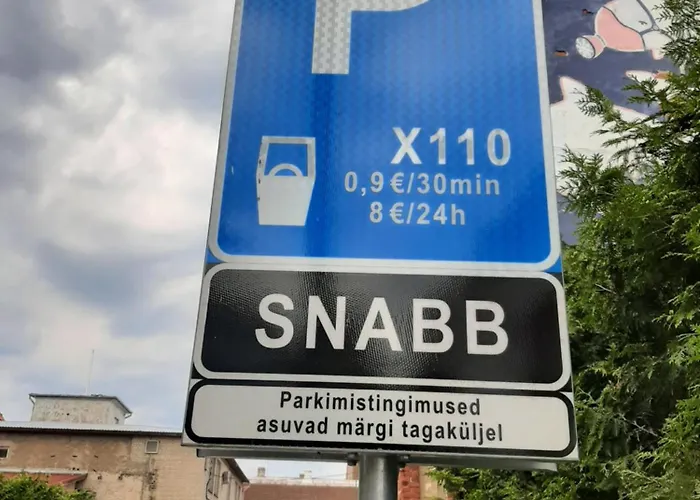 P
X110
0,9€/30min
8€/24h
SNABB
Parkimistingimused
asuvad märgi tagaküljel